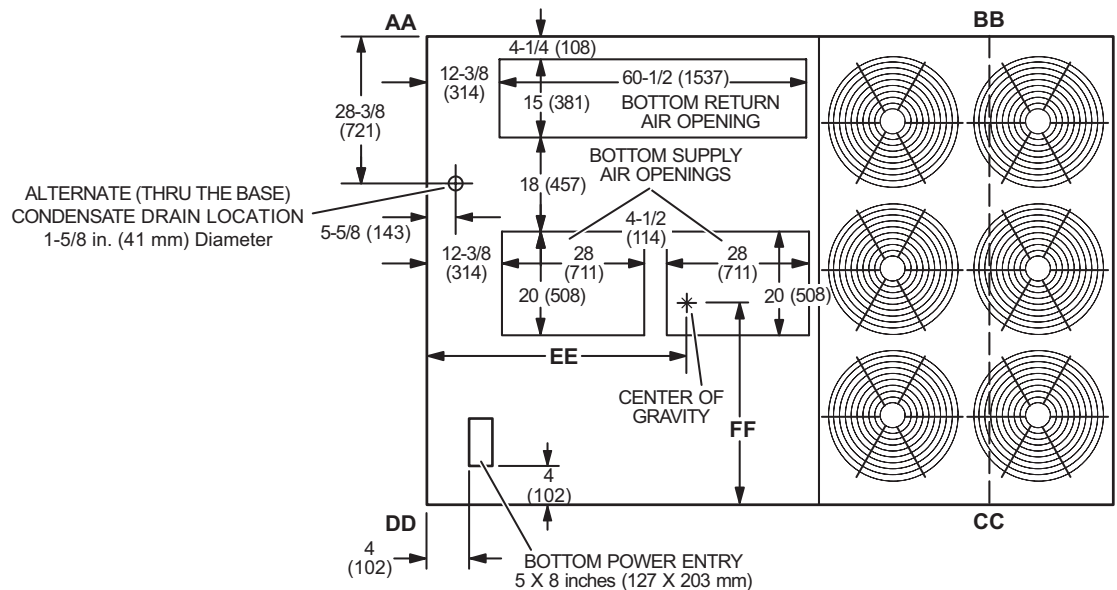 AA
BB
4-1/4 (108)
12-3/8
(314)
60-1/2 (1537)
15 (381)
BOTTOM RETURN
AIR OPENING
28-3/8
(721)
BOTTOM SUPPLY
AIR OPENINGS
18 (457)
ALTERNATE (THRU THE BASE)
CONDENSATE DRAIN LOCATION
1-5/8 in. (41 mm) Diameter
5-5/8 (143)
4-1/2
(114)
12-3/8
(314)
28
(711)
28
(711)
20 (508)
20 (508)
EE
CENTER OF
GRAVITY
FF
4
(102)
DD
CC
4
(102)
BOTTOM POWER ENTRY
5 X 8 inches (127 X 203 mm)